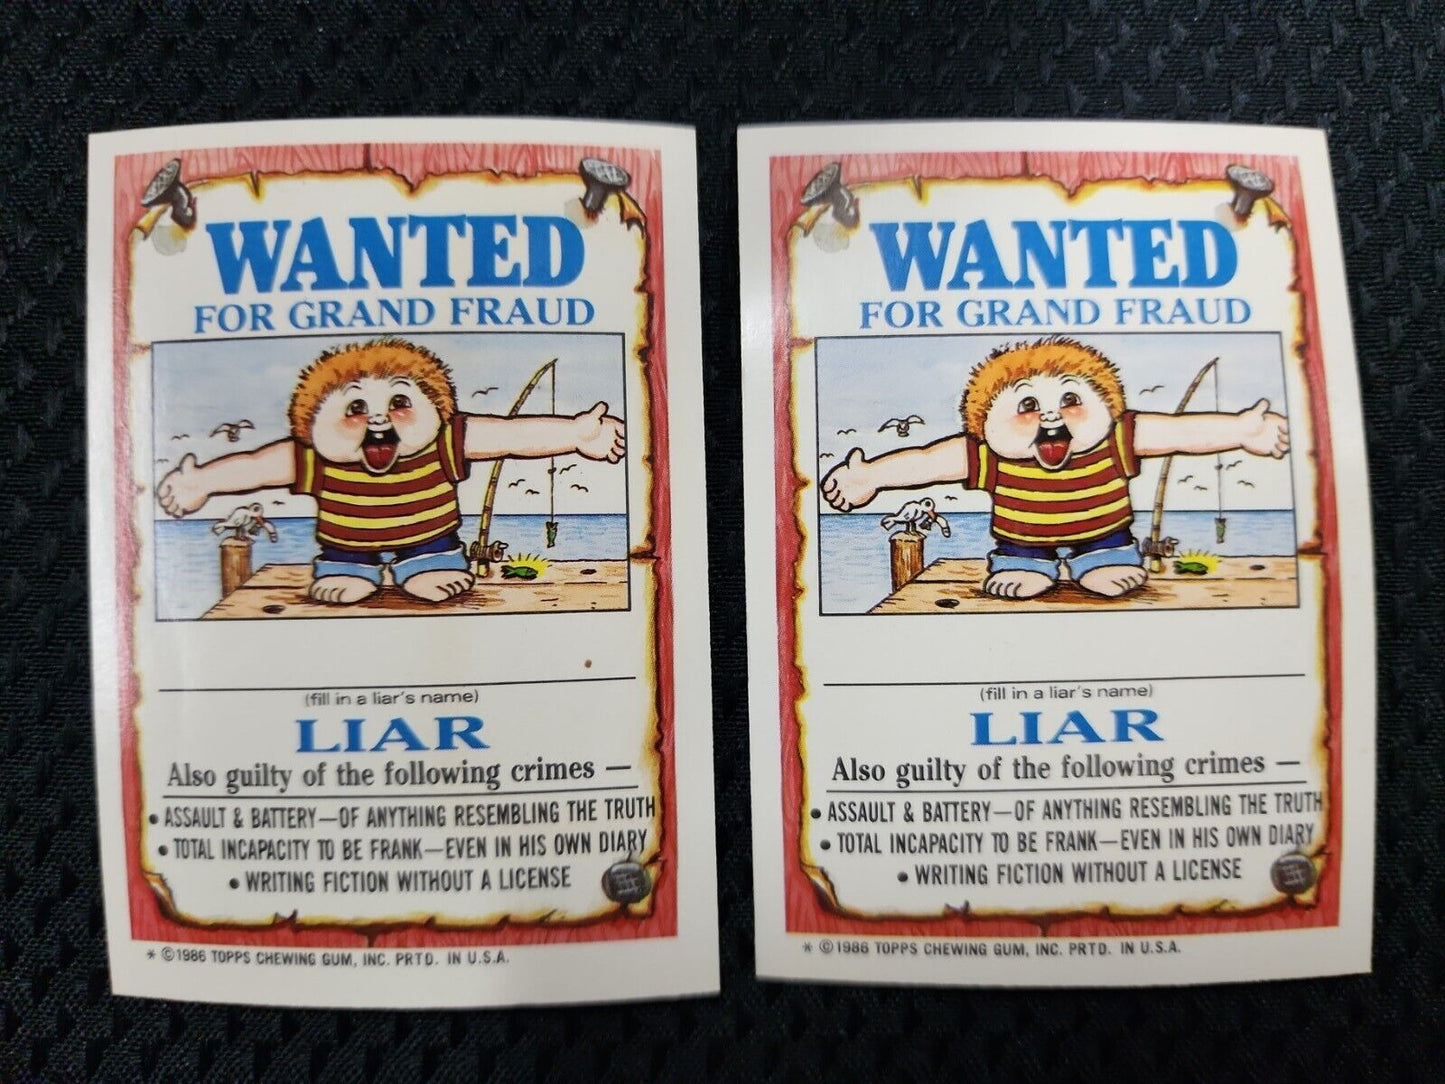 WANTED
FOR GRAND FRAUD
(fill in a liar's name)
LIAR
Also guilty of the following crimes —
• ASSAULT & BATTERY—OF ANYTHING RESEMBLING THE TRUTH
• TOTAL INCAPACITY TO BE FRANK—EVEN IN HIS OWN DIARY
• WRITING FICTION WITHOUT A LICENSE
* ©1986 TOPPS CHEWING GUM, INC. PRTD. IN U.S.A.
WANTED
FOR GRAND FRAUD
(fill in a liar's name)
LIAR
Also guilty of the following crimes —
• ASSAULT & BATTERY—OF ANYTHING RESEMBLING THE TRUTH
• TOTAL INCAPACITY TO BE FRANK—EVEN IN HIS OWN DIARY
• WRITING FICTION WITHOUT A LICENSE
* ©1986 TOPPS CHEWING GUM, INC. PRTD. IN U.S.A.